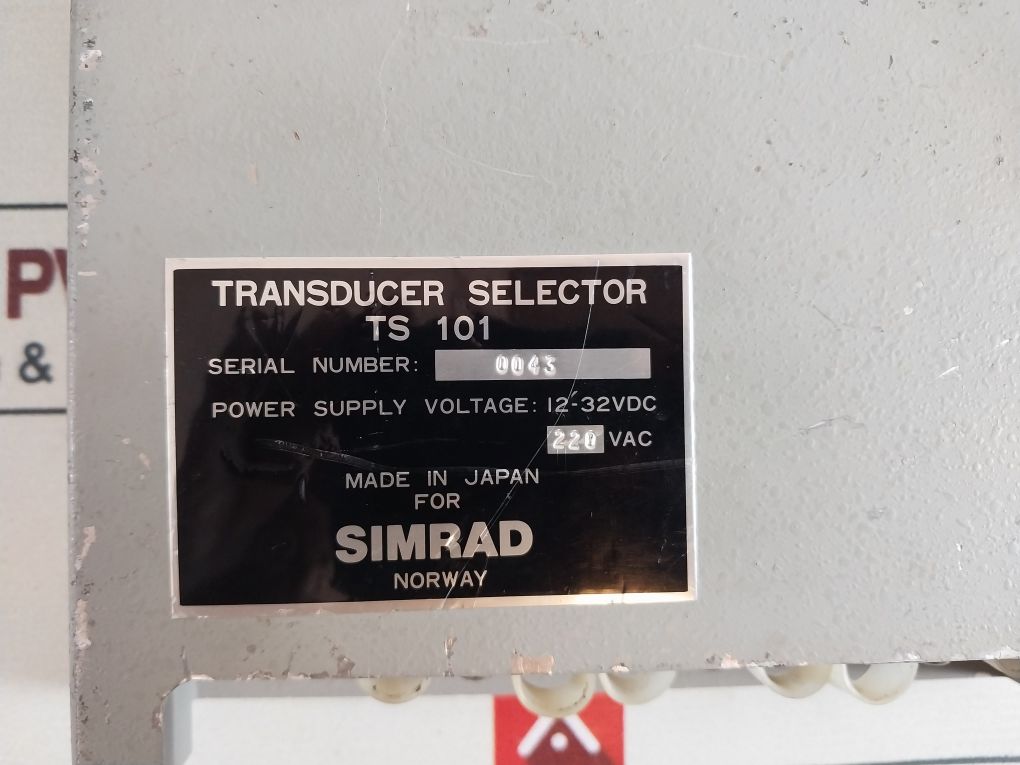 TRANSDUCER SELECTOR
TS 101
SERIAL NUMBER: 0043
POWER SUPPLY VOLTAGE: 12-32VDC
220 VAC
MADE IN JAPAN
FOR
SIMRAD
NORWAY
P
&